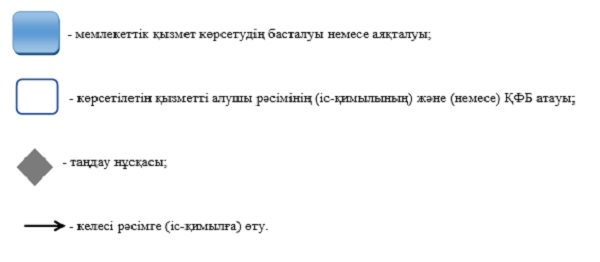 - мемлекеттік қызмет көрсетудің басталуы немесе аяқталуы;
- көрсетілетін қызметті алушы рәсімінің (іс-қимылының) және (немесе) ҚФБ атауы;
- таңдау нұсқасы;
- келесі рәсімге (іс-қимылға) өту.